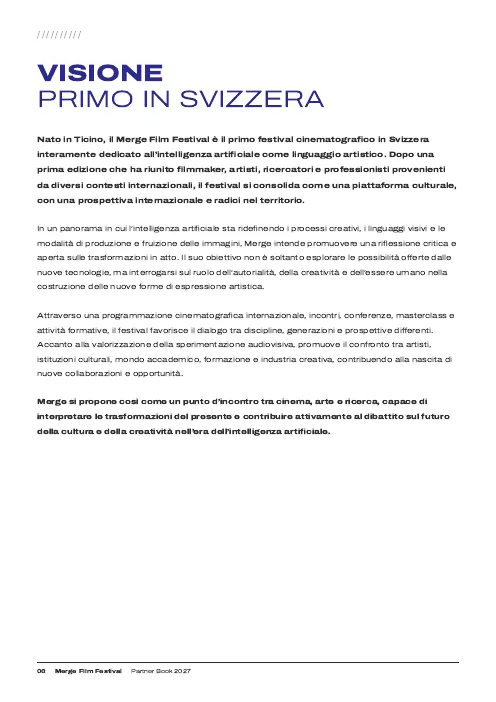 //////////
VISIONE
PRIMO IN SVIZZERA
Nato in Ticino, il Merge Film Festival è il primo festival cinematografico in Svizzera
interamente dedicato all'intelligenza artificiale come linguaggio artistico. Dopo una
prima edizione che ha riunito filmmaker, artisti, ricercatori e professionisti provenienti
da diversi contesti internazionali, il festival si consolida come una piattaforma culturale,
con una prospettiva internazionale e radici nel territorio.
In un panorama in cui l'intelligenza artificiale sta ridefinendo i processi creativi, i linguaggi visivi e le
modalità di produzione e fruizione delle immagini, Merge intende promuovere una riflessione critica e
aperta sulle trasformazioni in atto. Il suo obiettivo non è soltanto esplorare le possibilità offerte dalle
nuove tecnologie, ma interrogarsi sul ruolo dell'autorialità, della creatività e dell'essere umano nella
costruzione delle nuove forme di espressione artistica.
Attraverso una programmazione cinematografica internazionale, incontri, conferenze, masterclass e
attività formative, il festival favorisce il dialogo tra discipline, generazioni e prospettive differenti.
Accanto alla valorizzazione della sperimentazione audiovisiva, promuove il confronto tra artisti,
istituzioni culturali, mondo accademico, formazione e industria creativa, contribuendo alla nascita di
nuove collaborazioni e opportunità.
Merge si propone così come un punto d'incontro tra cinema, arte e ricerca, capace di
interpretare le trasformazioni del presente e contribuire attivamente al dibattito sul futuro
della cultura e della creatività nell'era dell'intelligenza artificiale.
06 Merge Film Festival Partner Book 2027